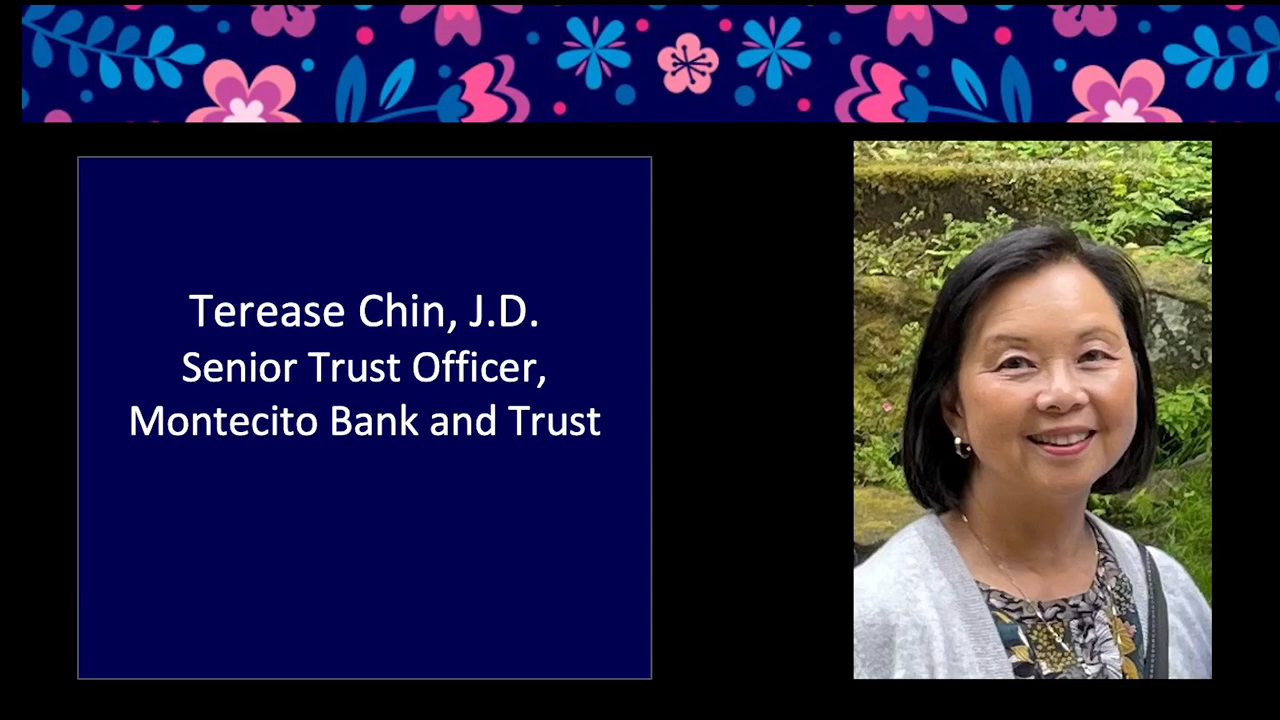 Terease Chin, J.D.
Senior Trust Officer,
Montecito Bank and Trust